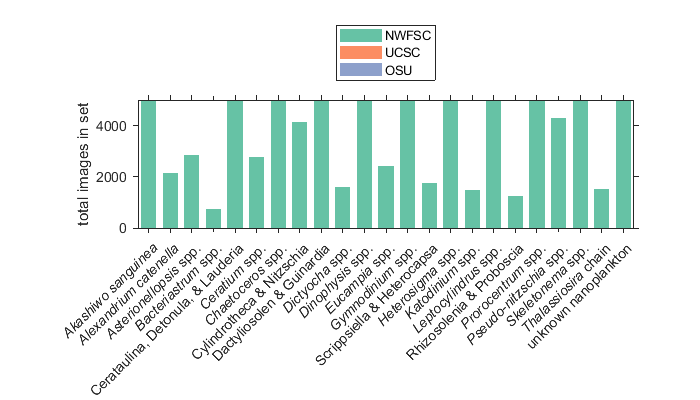 NWFSC
UCSC
OSU
total images in set
4000
2000
0
Akashiwo sanguinea
Alexandrium catenella
Asterionellopsis spp.
Bacteriastrum spp.
Cerataulina, Detonula, & Lauderia
Ceratium spp.
Chaetoceros spp.
Cylindrotheca & Nitzschia
Dactyliosolen & Guinardia
Dictyocha spp.
Dinophysis spp.
Eucampia spp.
Gymnodinium spp.
Scrippsiella & Heterocapsa
Heterosigma spp.
Katodinium spp.
Leptocylindrus spp.
Rhizosolenia & Proboscia
Prorocentrum spp.
Pseudo-nitzschia spp.
Skeletonema spp.
Thalassiosira chain
unknown nanoplankton